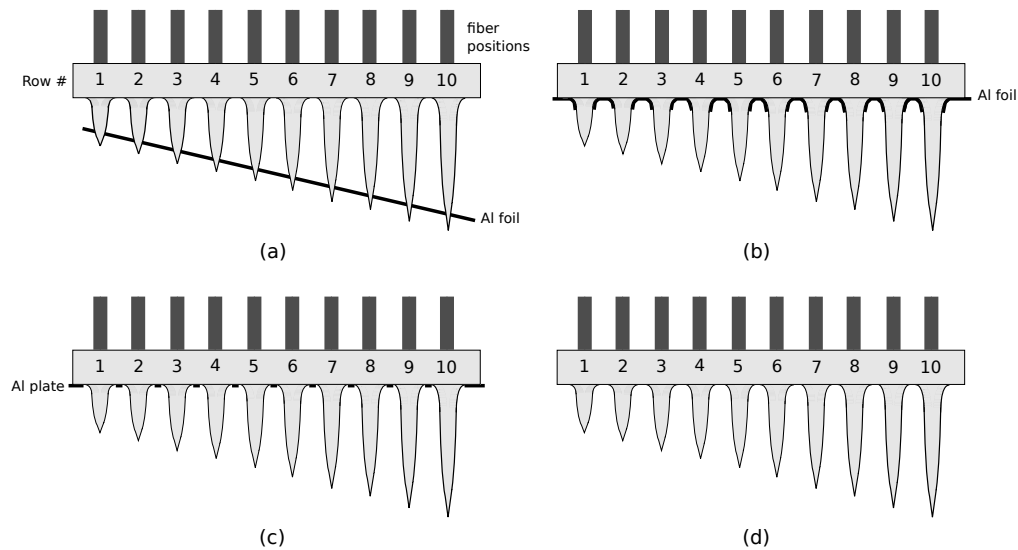 fiber
positions
Row # 1 2 3 4 5 6 7 8 9 10
Al foil
(a)
1 2 3 4 5 6 7 8 9 10
Al foil
(b)
1 2 3 4 5 6 7 8 9 10
Al plate
(c)
1 2 3 4 5 6 7 8 9 10
(d)